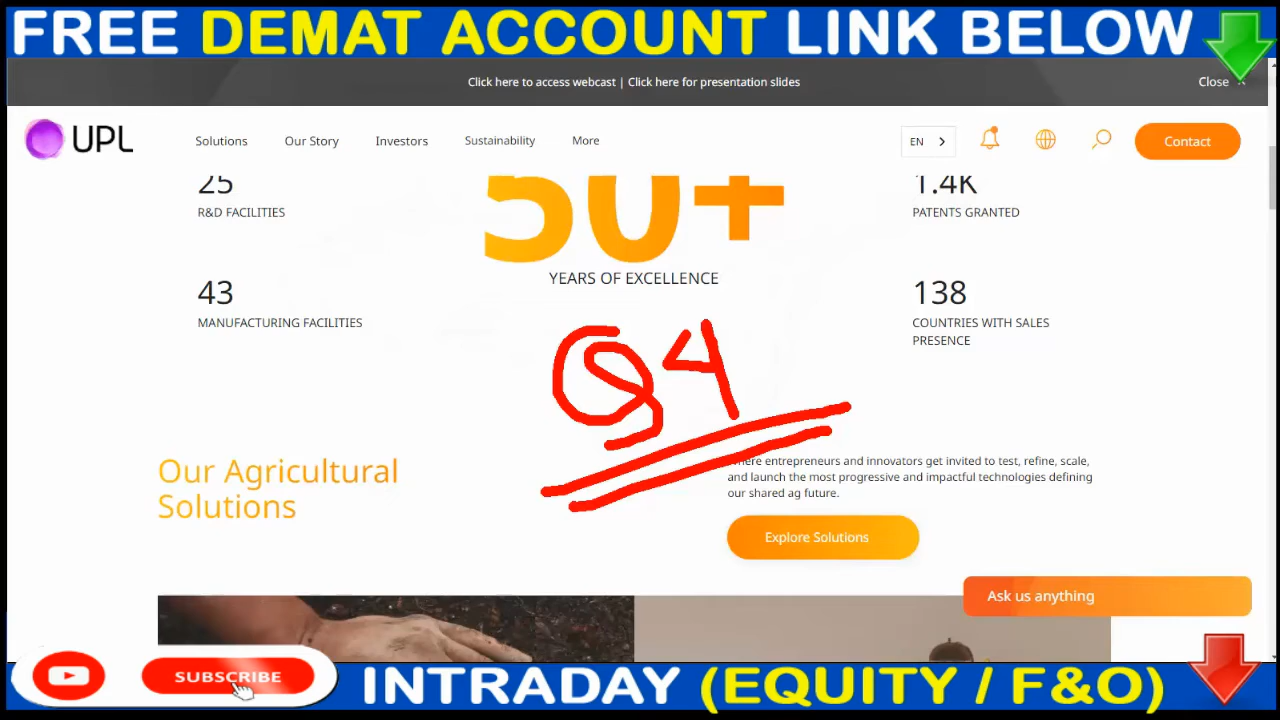 FREE DEMAT ACCOUNT LINK BELOW
Click here to access webcast | Click here for presentation slides
Close ×
UPL
Solutions
Our Story
Investors
Sustainability
More
EN
Contact
25
R&D FACILITIES
50+
YEARS OF EXCELLENCE
1.4K
PATENTS GRANTED
43
MANUFACTURING FACILITIES
138
COUNTRIES WITH SALES
PRESENCE
Q4
Our Agricultural
Solutions
Where entrepreneurs and innovators get invited to test, refine, scale,
and launch the most progressive and impactful technologies defining
our shared ag future.
Explore Solutions
Ask us anything
SUBSCRIBE
INTRADAY (EQUITY / F&O)